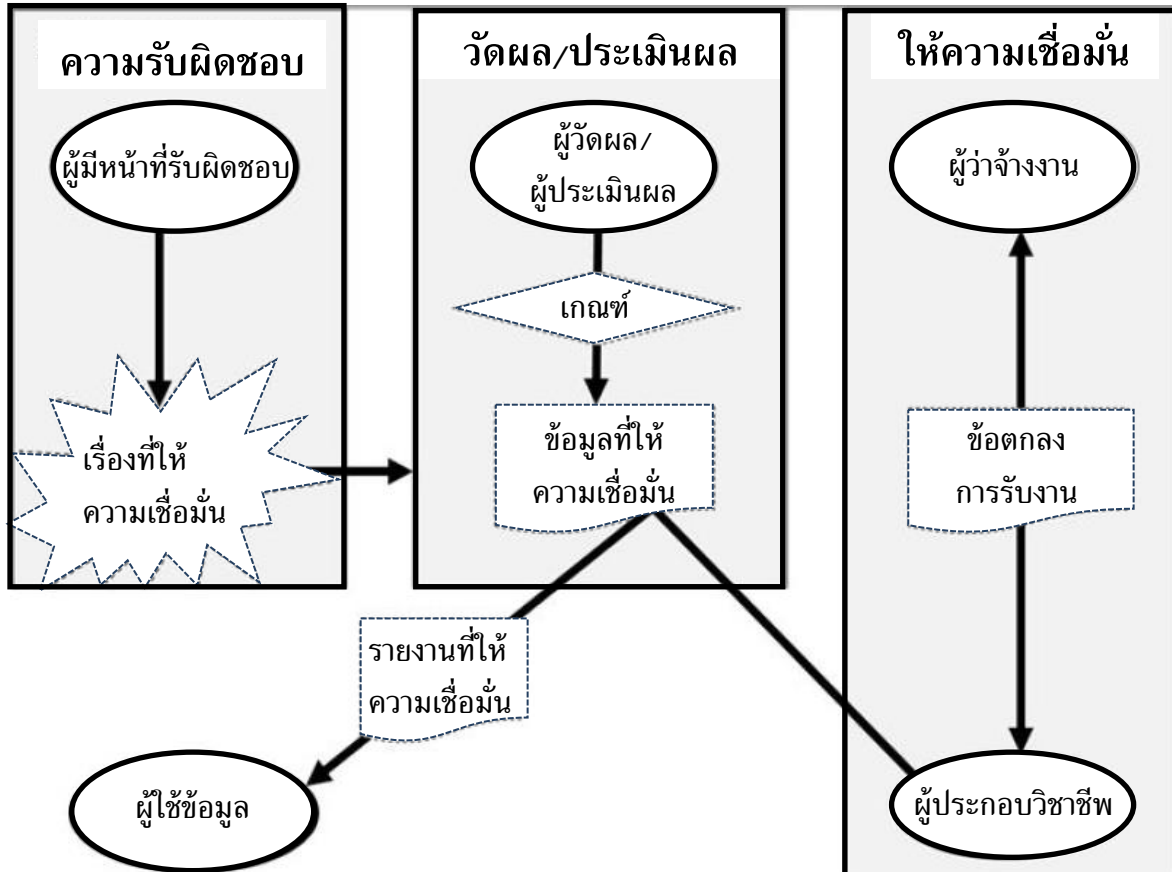 ความรับผิดชอบ
ผู้มีหน้าที่รับผิดชอบ
เรื่องที่ให้
ความเชื่อมั่น
วัดผล/ประเมินผล
ผู้วัดผล/
ผู้ประเมินผล
เกณฑ์
ข้อมูลที่ให้
ความเชื่อมั่น
ให้ความเชื่อมั่น
ผู้ว่าจ้างงาน
ข้อตกลง
การรับงาน
รายงานที่ให้
ความเชื่อมั่น
ผู้ใช้ข้อมูล
ผู้ประกอบวิชาชีพ